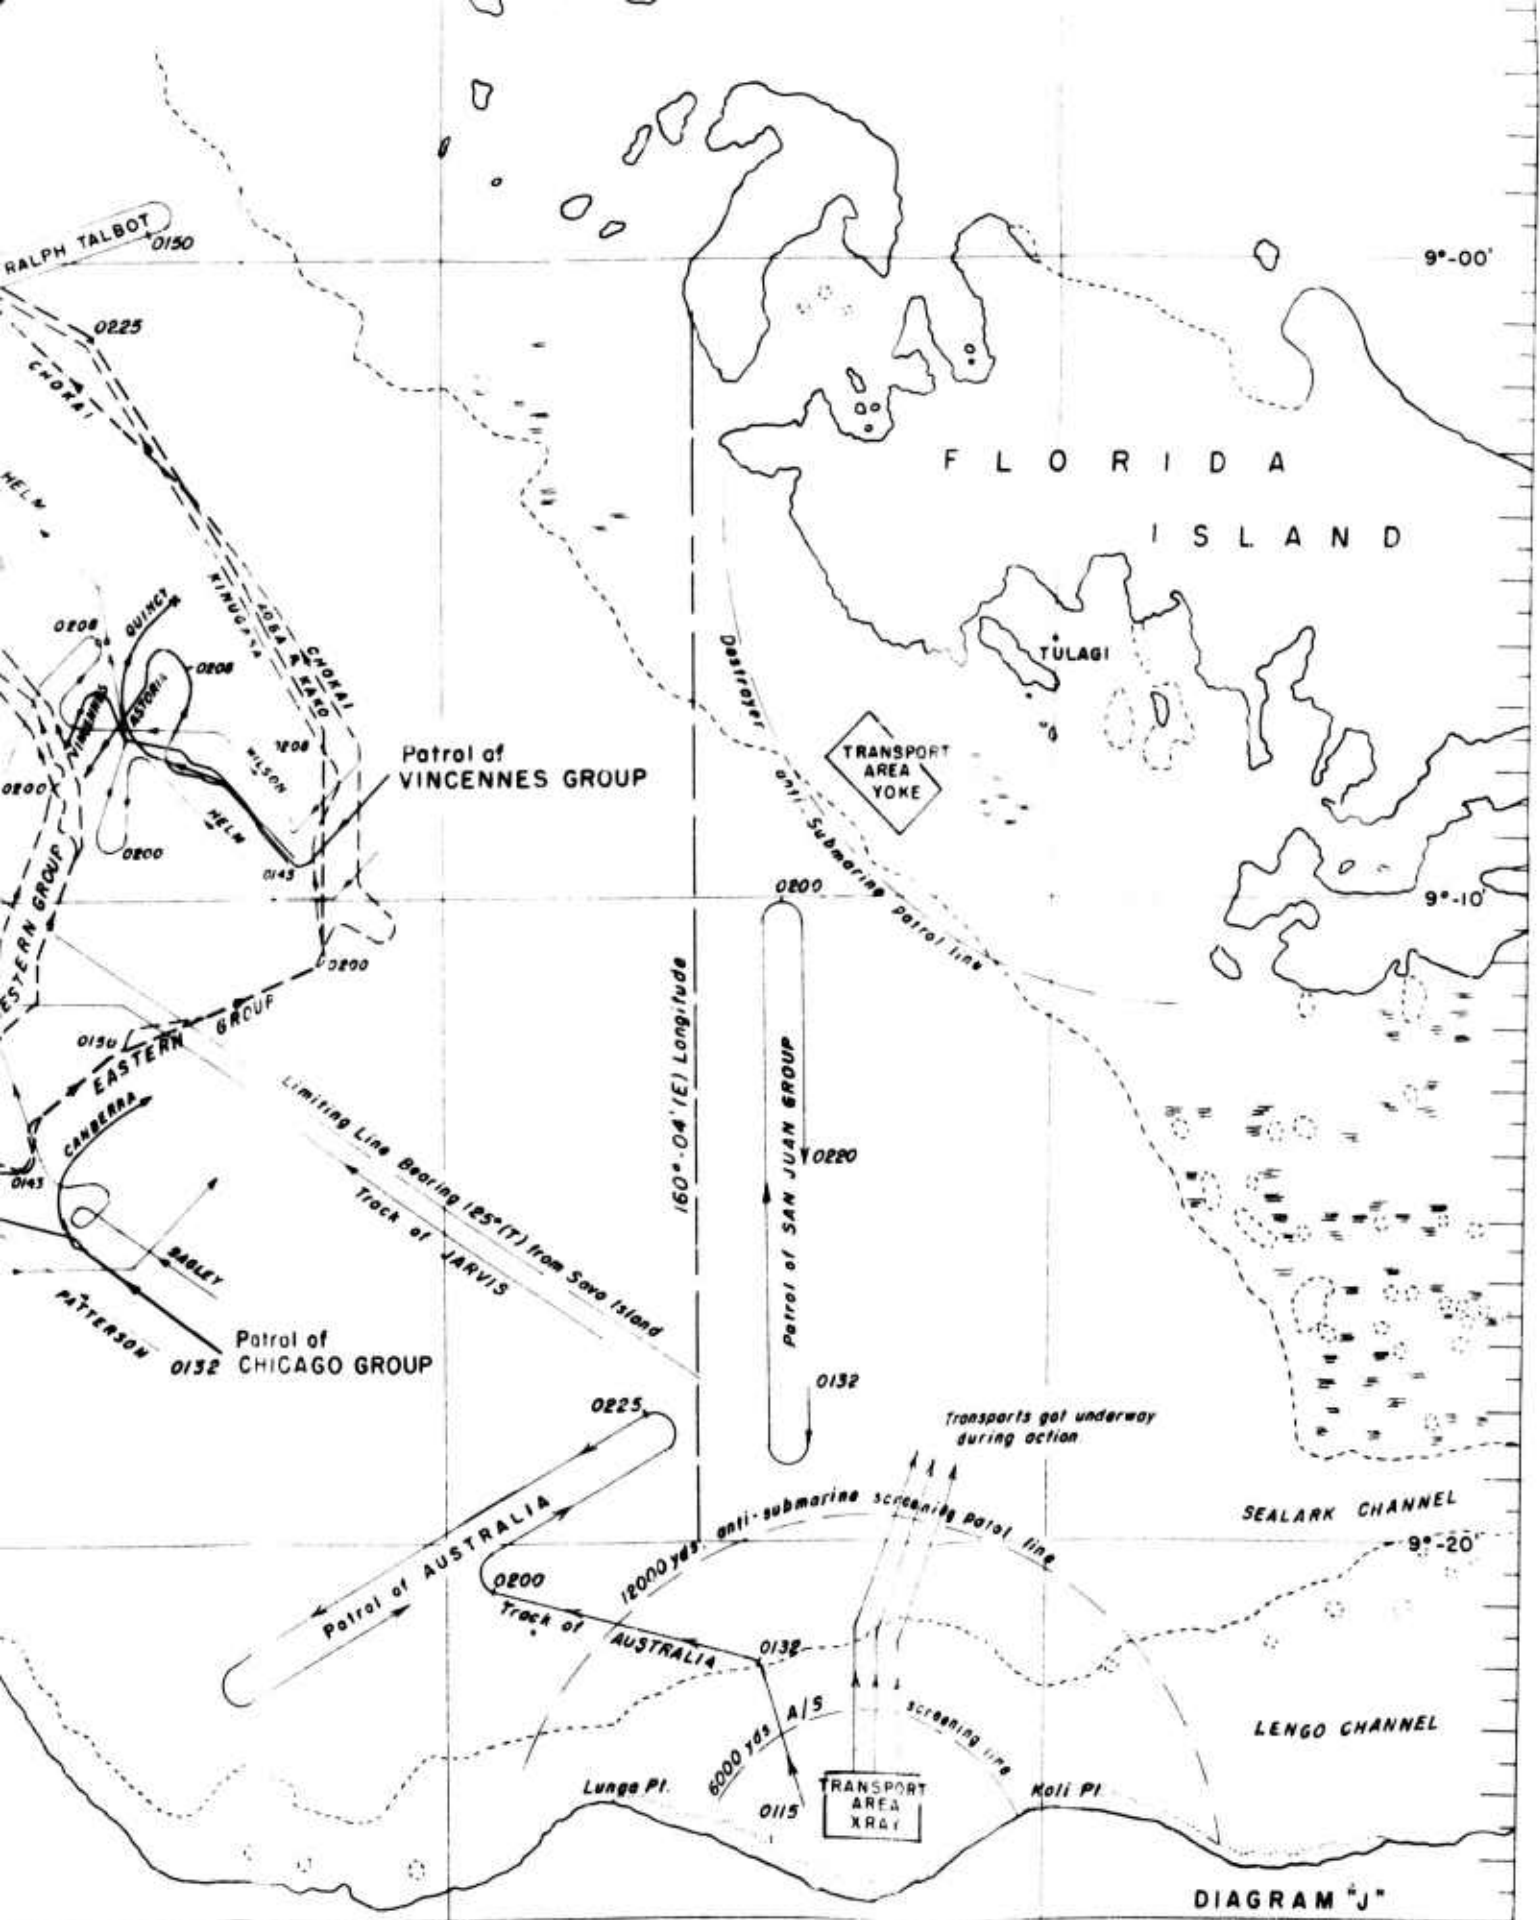 RALPH TALBOT
0150
9°-00'
0225
CHOKAI
FLORIDA
ISLAND
HELM
KINUGASA
AOBA & KAKO
CHOKAI
0208
QUINCY
0208
VINCENNES
ASTORIA
Destroyer
anti-Submarine patrol line
TULAGI
TRANSPORT
AREA
YOKE
0208
WILSON
Patrol of
VINCENNES GROUP
0200
HELM
0200
0143
0200
9°-10'
ESTERN GROUP
0200
EASTERN GROUP
0150
CANBERRA
160°-04'(E) Longitude
Patrol of SAN JUAN GROUP
0220
Limiting Line Bearing 125°(T) from Savo Island
Track of JARVIS
0143
BAGLEY
PATTERSON
Patrol of
0132 CHICAGO GROUP
0132
0225
Transports got underway
during action
SEALARK CHANNEL
9°-20'
Patrol of AUSTRALIA
12000 yds. anti-submarine screening patol line
0200
Track of AUSTRALIA
0132
6000 yds A/S screening line
LENGO CHANNEL
Lunga Pt.
0115
TRANSPORT
AREA
XRAY
Koli Pt
DIAGRAM "J"